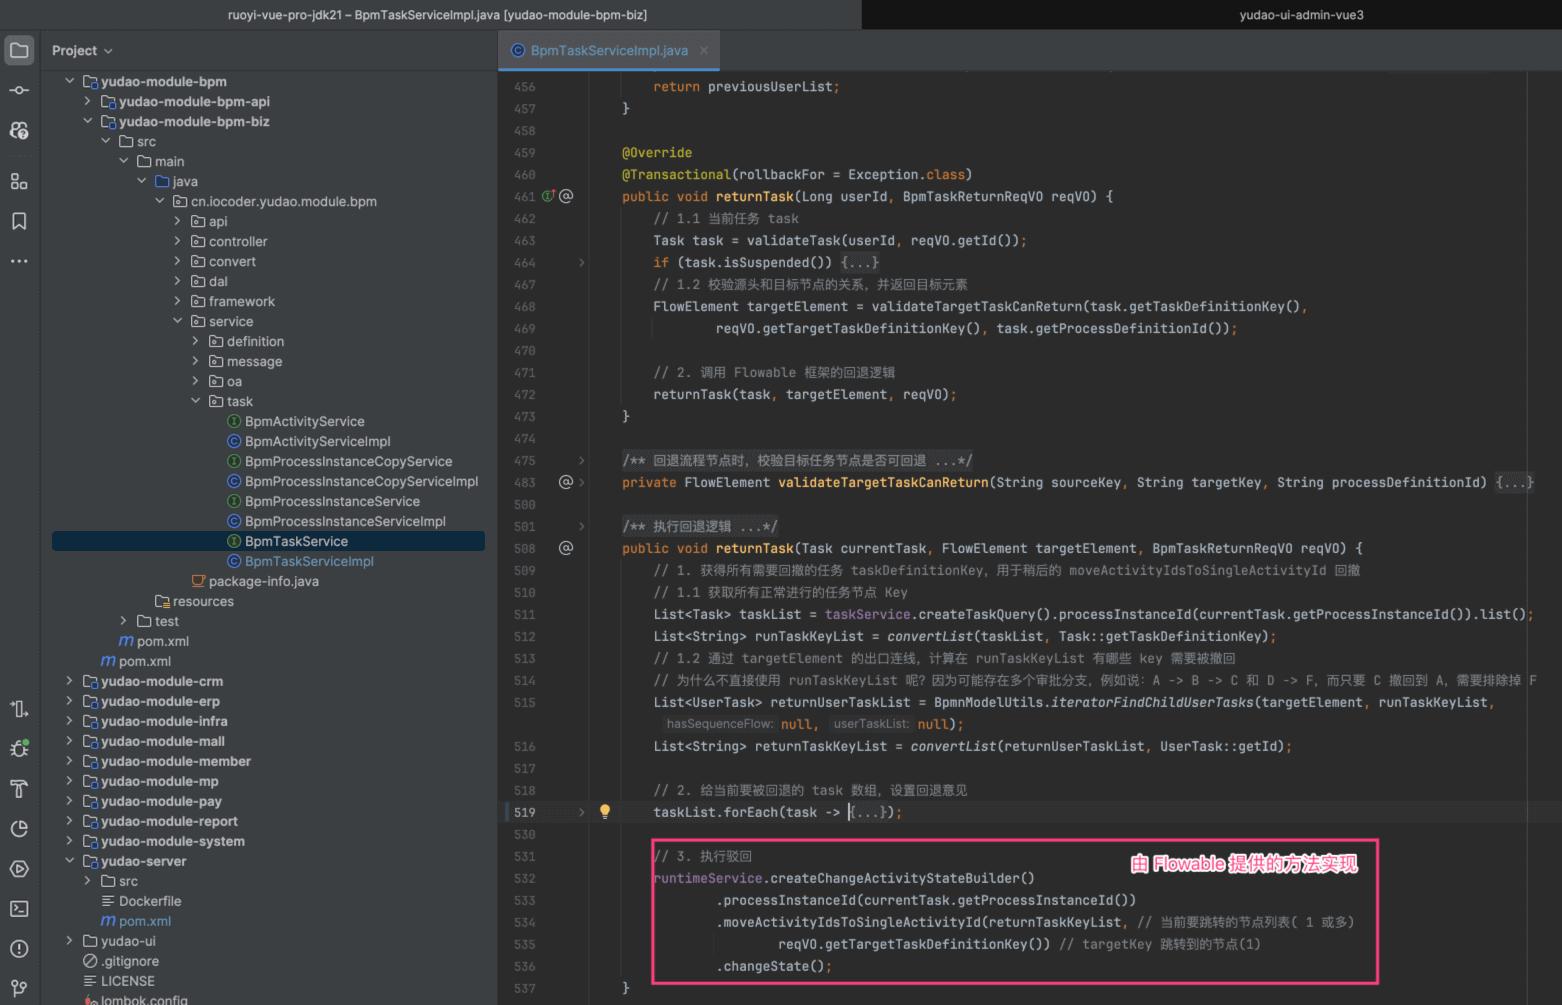 ruoyi-vue-pro-jdk21 – BpmTaskServiceImpl.java [yudao-module-bpm-biz]
yudao-ui-admin-vue3
Project
BpmTaskServiceImpl.java
yudao-module-bpm
yudao-module-bpm-api
yudao-module-bpm-biz
src
main
java
cn.iocoder.yudao.module.bpm
api
controller
convert
dal
framework
service
definition
message
oa
task
BpmActivityService
BpmActivityServiceImpl
BpmProcessInstanceCopyService
BpmProcessInstanceCopyServiceImpl
BpmProcessInstanceService
BpmProcessInstanceServiceImpl
BpmTaskService
BpmTaskServiceImpl
package-info.java
resources
test
pom.xml
pom.xml
yudao-module-crm
yudao-module-erp
yudao-module-infra
yudao-module-mall
yudao-module-member
yudao-module-mp
yudao-module-pay
yudao-module-report
yudao-module-system
yudao-server
src
Dockerfile
pom.xml
yudao-ui
.gitignore
LICENSE
lombok.config
456 return previousUserList;
457 }
458
459 @Override
460 @Transactional(rollbackFor = Exception.class)
461 public void returnTask(Long userId, BpmTaskReturnReqVO reqVO) {
462 // 1.1 当前任务 task
463 Task task = validateTask(userId, reqVO.getId());
464 if (task.isSuspended()) {...}
467 // 1.2 校验源头和目标节点的关系，并返回目标元素
468 FlowElement targetElement = validateTargetTaskCanReturn(task.getTaskDefinitionKey(),
469 reqVO.getTargetTaskDefinitionKey(), task.getProcessDefinitionId());
470
471 // 2. 调用 Flowable 框架的回退逻辑
472 returnTask(task, targetElement, reqVO);
473 }
474
475 /** 回退流程节点时，校验目标任务节点是否可回退 ...*/
483 private FlowElement validateTargetTaskCanReturn(String sourceKey, String targetKey, String processDefinitionId) {...}
500
501 /** 执行回退逻辑 ...*/
508 public void returnTask(Task currentTask, FlowElement targetElement, BpmTaskReturnReqVO reqVO) {
509 // 1. 获得所有需要回撤的任务 taskDefinitionKey，用于稍后的 moveActivityIdsToSingleActivityId 回撤
510 // 1.1 获取所有正常进行的任务节点 Key
511 List<Task> taskList = taskService.createTaskQuery().processInstanceId(currentTask.getProcessInstanceId()).list();
512 List<String> runTaskKeyList = convertList(taskList, Task::getTaskDefinitionKey);
513 // 1.2 通过 targetElement 的出口连线，计算在 runTaskKeyList 有哪些 key 需要被撤回
514 // 为什么不直接使用 runTaskKeyList 呢？因为可能存在多个审批分支，例如说：A -> B -> C 和 D -> F，而只要 C 撤回到 A，需要排除掉 F
515 List<UserTask> returnUserTaskList = BpmnModelUtils.iteratorFindChildUserTasks(targetElement, runTaskKeyList,
hasSequenceFlow: null, userTaskList: null);
516 List<String> returnTaskKeyList = convertList(returnUserTaskList, UserTask::getId);
517
518 // 2. 给当前要被回退的 task 数组，设置回退意见
519 taskList.forEach(task -> {...});
530
531 // 3. 执行驳回
由 Flowable 提供的方法实现
532 runtimeService.createChangeActivityStateBuilder()
533 .processInstanceId(currentTask.getProcessInstanceId())
534 .moveActivityIdsToSingleActivityId(returnTaskKeyList, // 当前要跳转的节点列表( 1 或多)
535 reqVO.getTargetTaskDefinitionKey()) // targetKey 跳转到的节点(1)
536 .changeState();
537 }